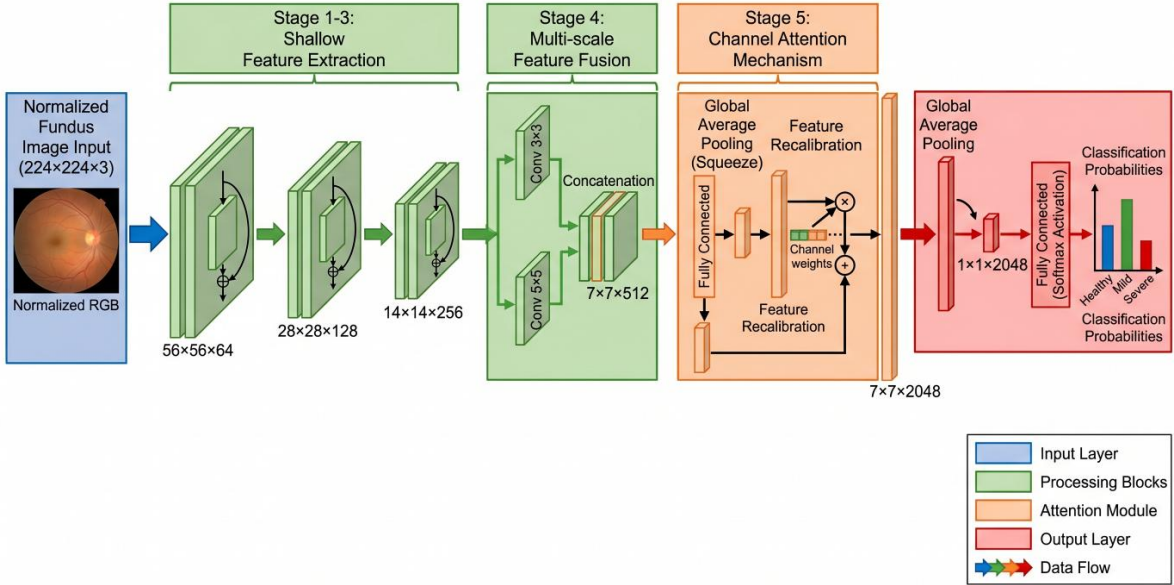 Stage 1-3:
Shallow
Feature Extraction
Stage 4:
Multi-scale
Feature Fusion
Stage 5:
Channel Attention
Mechanism
Normalized
Fundus
Image Input
(224×224×3)
Normalized RGB
56×56×64
28×28×128
14×14×256
Conv 3×3
Conv 5×5
Concatenation
7×7×512
Global
Average
Pooling
(Squeeze)
Fully Connected
Feature
Recalibration
Channel
weights
Feature
Recalibration
7×7×2048
Global
Average
Pooling
1×1×2048
Fully Connected
(Softmax Activation)
Classification
Probabilities
Healthy
Mild
Severe
Classification
Probabilities
Input Layer
Processing Blocks
Attention Module
Output Layer
Data Flow